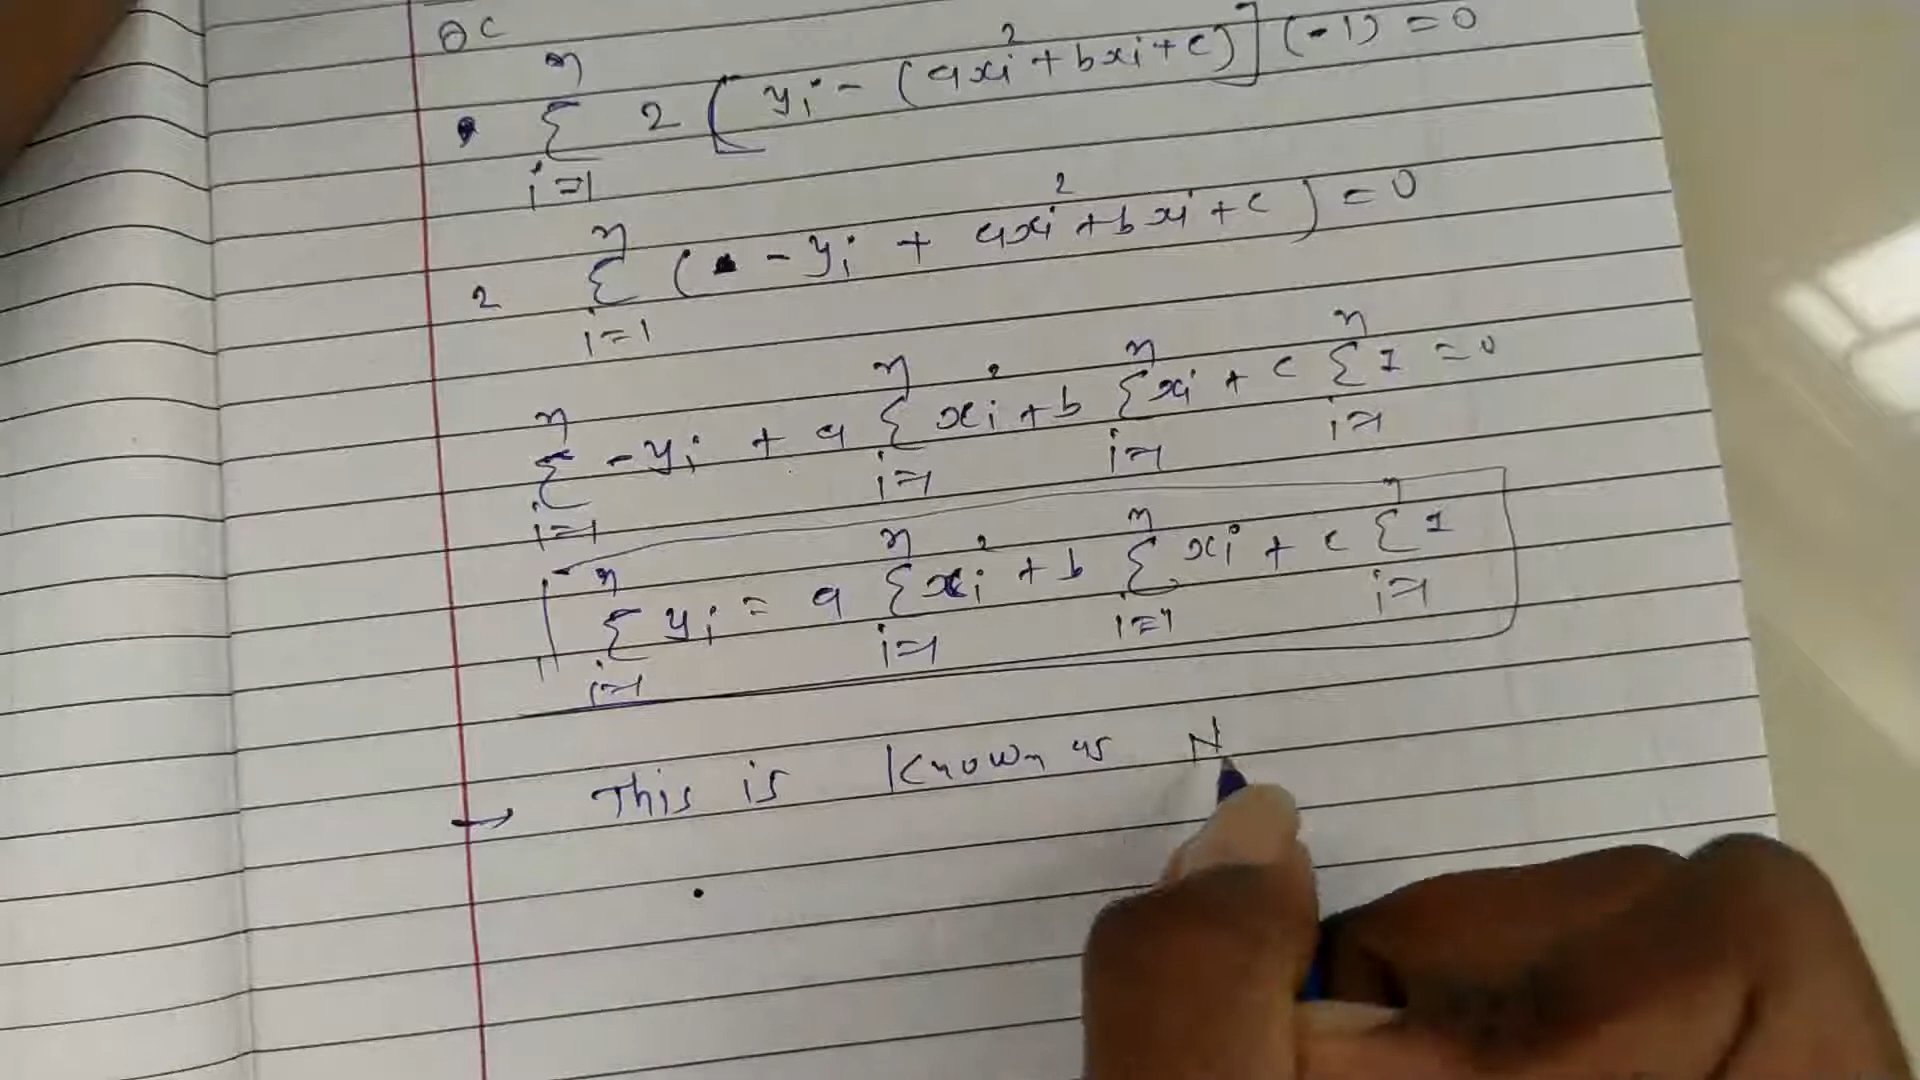 ∂c
n
∑ 2 [ yᵢ - (axᵢ² + bxᵢ + c) ] (-1) = 0
i=1
n
2 ∑ ( - yᵢ + axᵢ² + bxᵢ + c ) = 0
i=1
n n n n
∑ -yᵢ + a ∑ xᵢ² + b ∑ xᵢ + c ∑ 1 = 0
i=1 i=1 i=1 i=1
n n n n
∑ yᵢ = a ∑ xᵢ² + b ∑ xᵢ + c ∑ 1
i=1 i=1 i=1 i=1
→ This is known as N